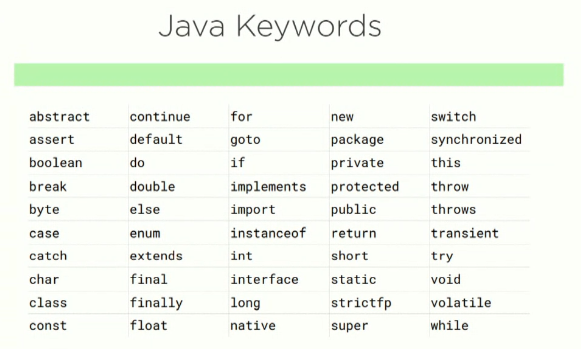 Java Keywords
abstract continue for new switch
assert default goto package synchronized
boolean do if private this
break double implements protected throw
byte else import public throws
case enum instanceof return transient
catch extends int short try
char final interface static void
class finally long strictfp volatile
const float native super while